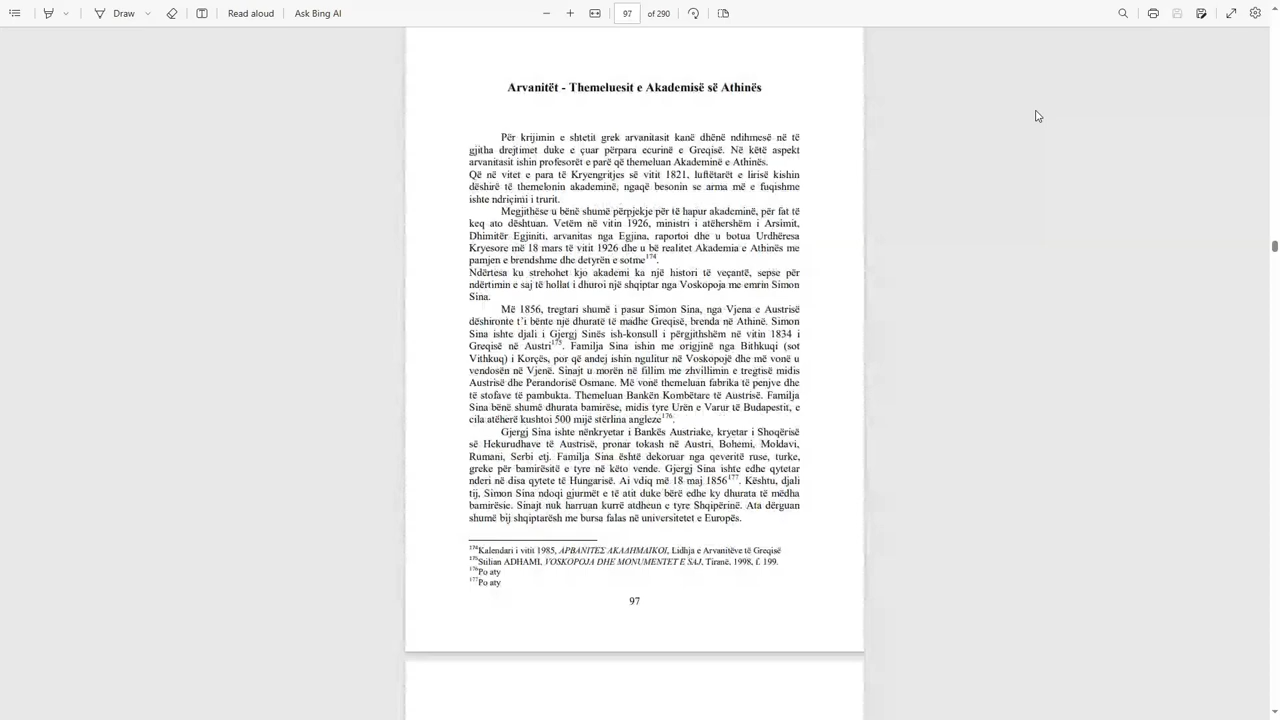 Draw
Read aloud
Ask Bing AI
97 of 290
Arvanitët - Themeluesit e Akademisë së Athinës
Për krijimin e shtetit grek arvanitasit kanë dhënë ndihmesë në të
gjitha drejtimet duke e çuar përpara ecurinë e Greqisë. Në këtë aspekt
arvanitasit ishin profesorët e parë që themeluan Akademinë e Athinës.
Që në vitet e para të Kryengritjes së vitit 1821, luftëtarët e lirisë kishin
dëshirë të themelonin akademinë, ngaqë besonin se arma më e fuqishme
ishte ndriçimi i trurit.
Megjithëse u bënë shumë përpjekje për të hapur akademinë, për fat të
keq ato dështuan. Vetëm në vitin 1926, ministri i atëhershëm i Arsimit,
Dhimitër Egjiniti, arvanitas nga Egjina, raportoi dhe u botua Urdhëresa
Kryesore më 18 mars të vitit 1926 dhe u bë realitet Akademia e Athinës me
pamjen e brendshme dhe detyrën e sotme174.
Ndërtesa ku strehohet kjo akademi ka një histori të veçantë, sepse për
ndërtimin e saj të hollat i dhuroi një shqiptar nga Voskopoja me emrin Simon
Sina.
Më 1856, tregtari shumë i pasur Simon Sina, nga Vjena e Austrisë
dëshironte t'i bënte një dhuratë të madhe Greqisë, brenda në Athinë. Simon
Sina ishte djali i Gjergj Sinës ish-konsull i përgjithshëm në vitin 1834 i
Greqisë në Austri175. Familja Sina ishin me origjinë nga Bithkuqi (sot
Vithkuq) i Korçës, por që andej ishin ngulitur në Voskopojë dhe më vonë u
vendosën në Vjenë. Sinajt u morën në fillim me zhvillimin e tregtisë midis
Austrisë dhe Perandorisë Osmane. Më vonë themeluan fabrika të penjve dhe
të stofave të pambukta. Themeluan Bankën Kombëtare të Austrisë. Familja
Sina bënë shumë dhurata bamirëse, midis tyre Urën e Varur të Budapestit, e
cila atëherë kushtoi 500 mijë stërlina angleze176.
Gjergj Sina ishte nënkryetar i Bankës Austriake, kryetar i Shoqërisë
së Hekurudhave të Austrisë, pronar tokash në Austri, Bohemi, Moldavi,
Rumani, Serbi etj. Familja Sina është dekoruar nga qeveritë ruse, turke,
greke për bamirësitë e tyre në këto vende. Gjergj Sina ishte edhe qytetar
nderi në disa qytete të Hungarisë. Ai vdiq më 18 maj 1856177. Kështu, djali
tij, Simon Sina ndoqi gjurmët e të atit duke bërë edhe ky dhurata të mëdha
bamirësie. Sinajt nuk harruan kurrë atdheun e tyre Shqipërinë. Ata dërguan
shumë bij shqiptarësh me bursa falas në universitetet e Europës.
174Kalendari i vitit 1985, ΑΡΒΑΝΙΤΕΣ ΑΚΑΔΗΜΑΙΚΟΙ, Lidhja e Arvanitëve të Greqisë
175Stilian ADHAMI, VOSKOPOJA DHE MONUMENTET E SAJ, Tiranë, 1998, f. 199.
176Po aty
177Po aty
97